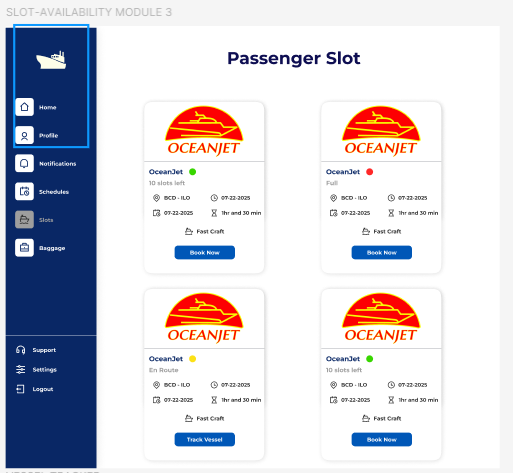 SLOT-AVAILABILITY MODULE 3
Passenger Slot
Home
Profile
Notifications
Schedules
Slots
Baggage
Support
Settings
Logout
OCEANJET
OceanJet
10 slots left
BCD - ILO 07-22-2025
07-22-2025 1hr and 30 min
Fast Craft
Book Now
OCEANJET
OceanJet
Full
BCD - ILO 07-22-2025
07-22-2025 1hr and 30 min
Fast Craft
Book Now
OCEANJET
OceanJet
En Route
BCD - ILO 07-22-2025
07-22-2025 1hr and 30 min
Fast Craft
Track Vessel
OCEANJET
OceanJet
10 slots left
BCD - ILO 07-22-2025
07-22-2025 1hr and 30 min
Fast Craft
Book Now